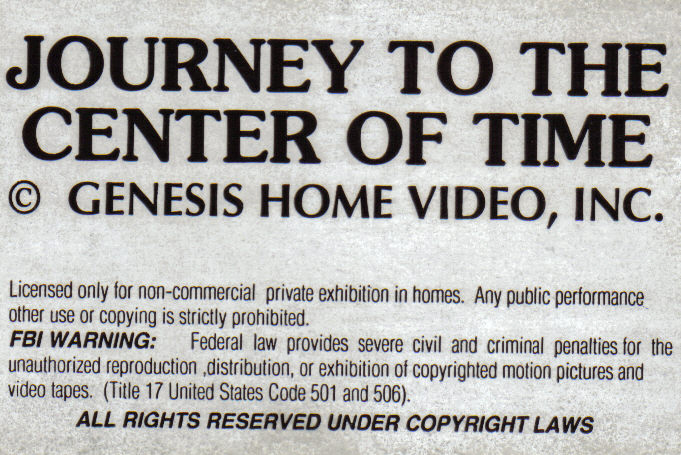 JOURNEY TO THE
CENTER OF TIME
© GENESIS HOME VIDEO, INC.
Licensed only for non-commercial private exhibition in homes. Any public performance
other use or copying is strictly prohibited.
FBI WARNING: Federal law provides severe civil and criminal penalties for the
unauthorized reproduction ,distribution, or exhibition of copyrighted motion pictures and
video tapes. (Title 17 United States Code 501 and 506).
ALL RIGHTS RESERVED UNDER COPYRIGHT LAWS